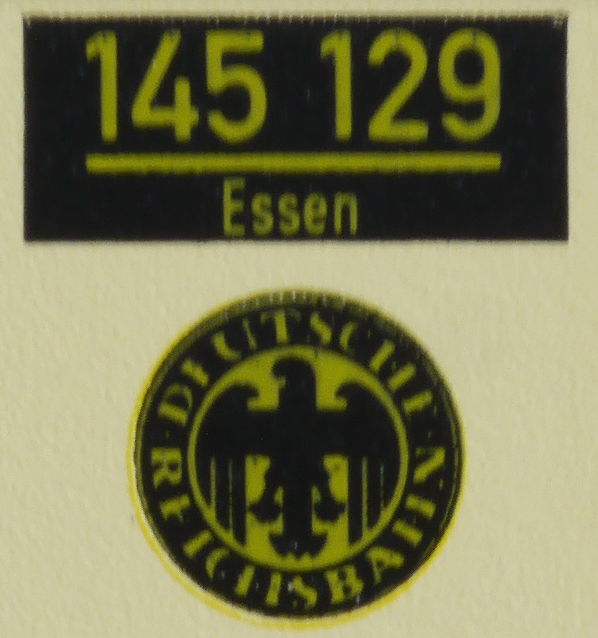 145 129
Essen
DEUTSCHE
REICHSBAHN